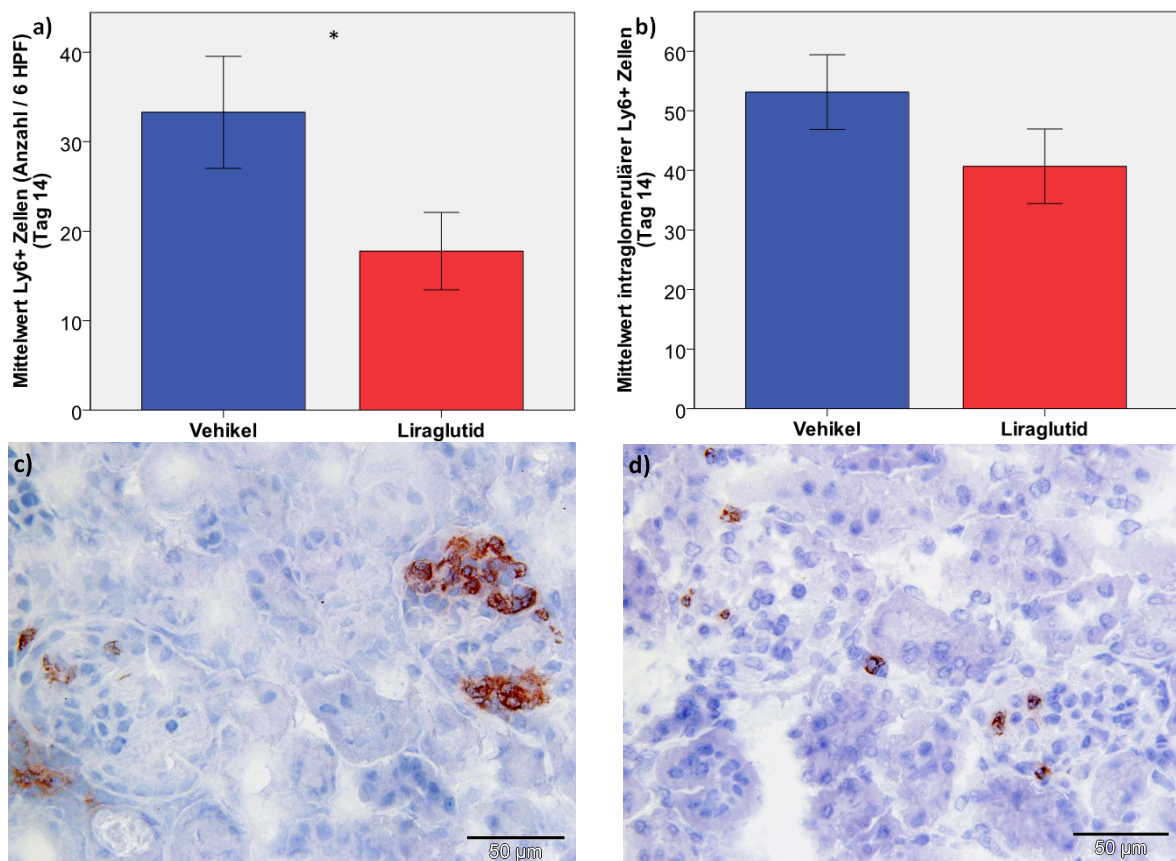 a)
Mittelwert Ly6+ Zellen (Anzahl / 6 HPF)
(Tag 14)
40
30
20
10
0
*
Vehikel
Liraglutid
b)
Mittelwert intraglomerulärer Ly6+ Zellen
(Tag 14)
60
50
40
30
20
10
0
Vehikel
Liraglutid
c)
50 µm
d)
50 µm